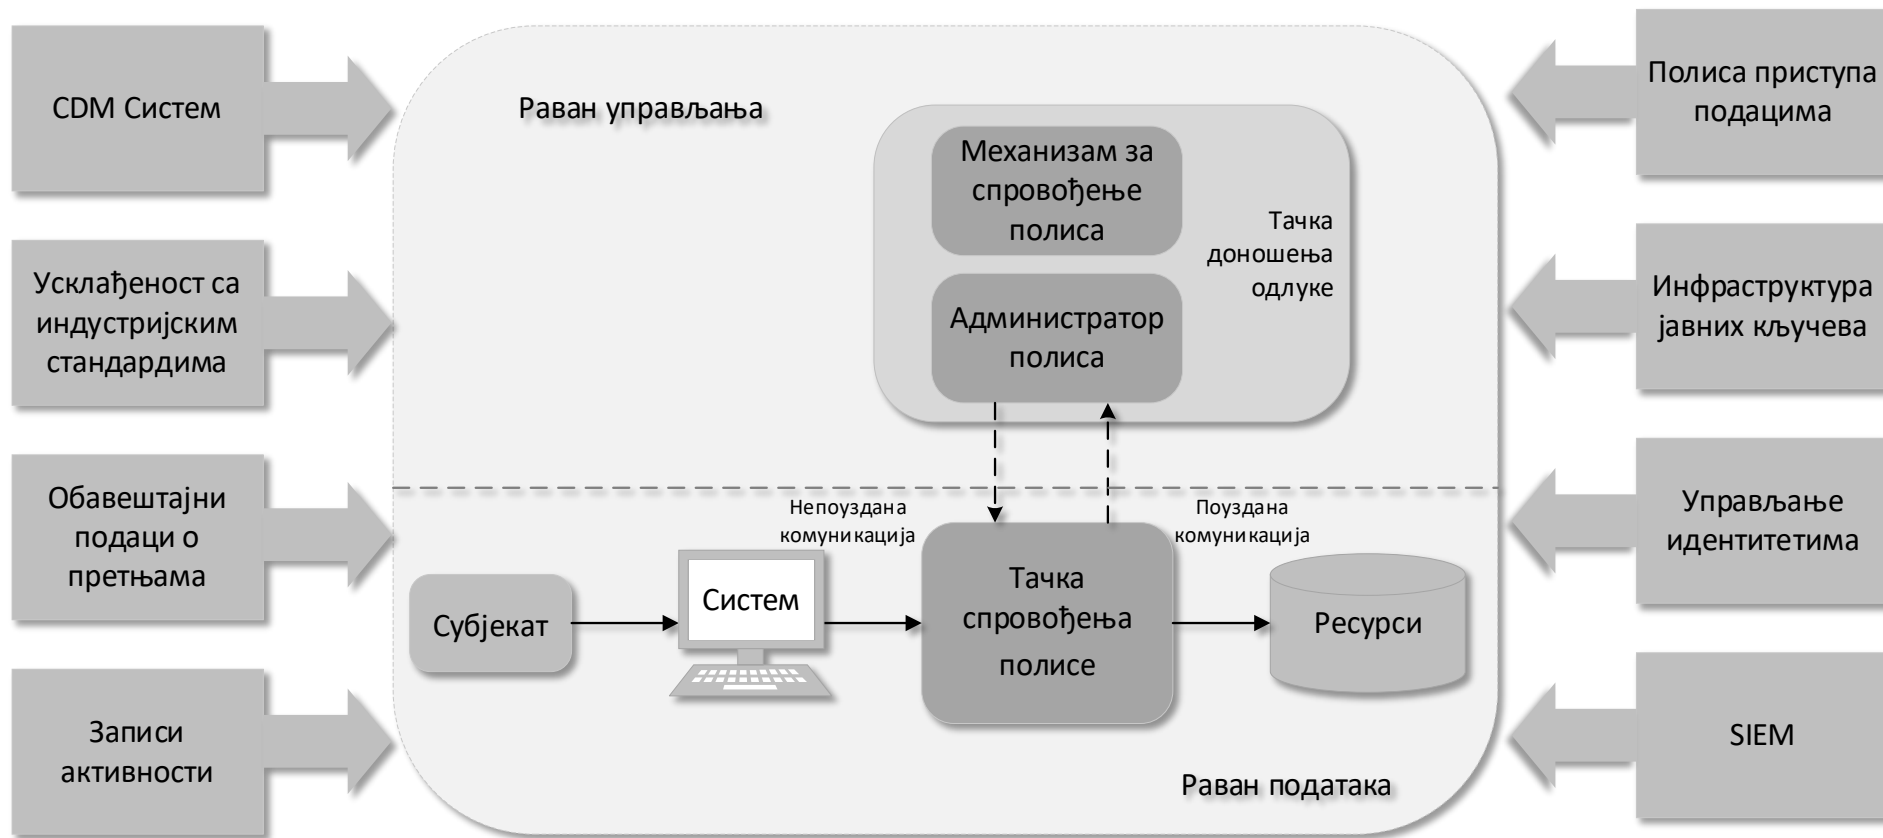 CDM Систем
Усклађеност са
индустријским
стандардима
Обавештајни
подаци о
претњама
Записи
активности
Раван управљања
Механизам за
спровођење
полиса
Администратор
полиса
Тачка
доношења
одлуке
Непоуздана
комуникација
Поуздана
комуникација
Субјекат
Систем
Тачка
спровођења
полисе
Ресурси
Раван података
Полиса приступа
подацима
Инфраструктура
јавних кључева
Управљање
идентитетима
SIEM